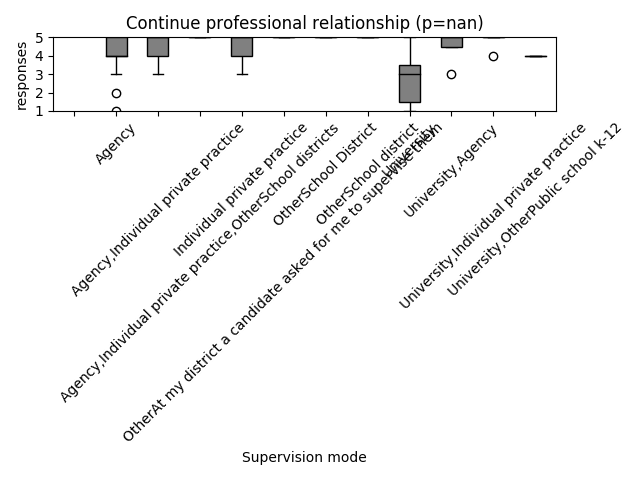 Continue professional relationship (p=nan)
responses
5
4
3
2
1
Agency
Agency,Individual private practice
Agency,Individual private practice,OtherSchool districts
Individual private practice
OtherAt my district a candidate asked for me to supervise them
OtherSchool District
OtherSchool district
University
University,Agency
University,Individual private practice
University,OtherPublic school k-12
Supervision mode